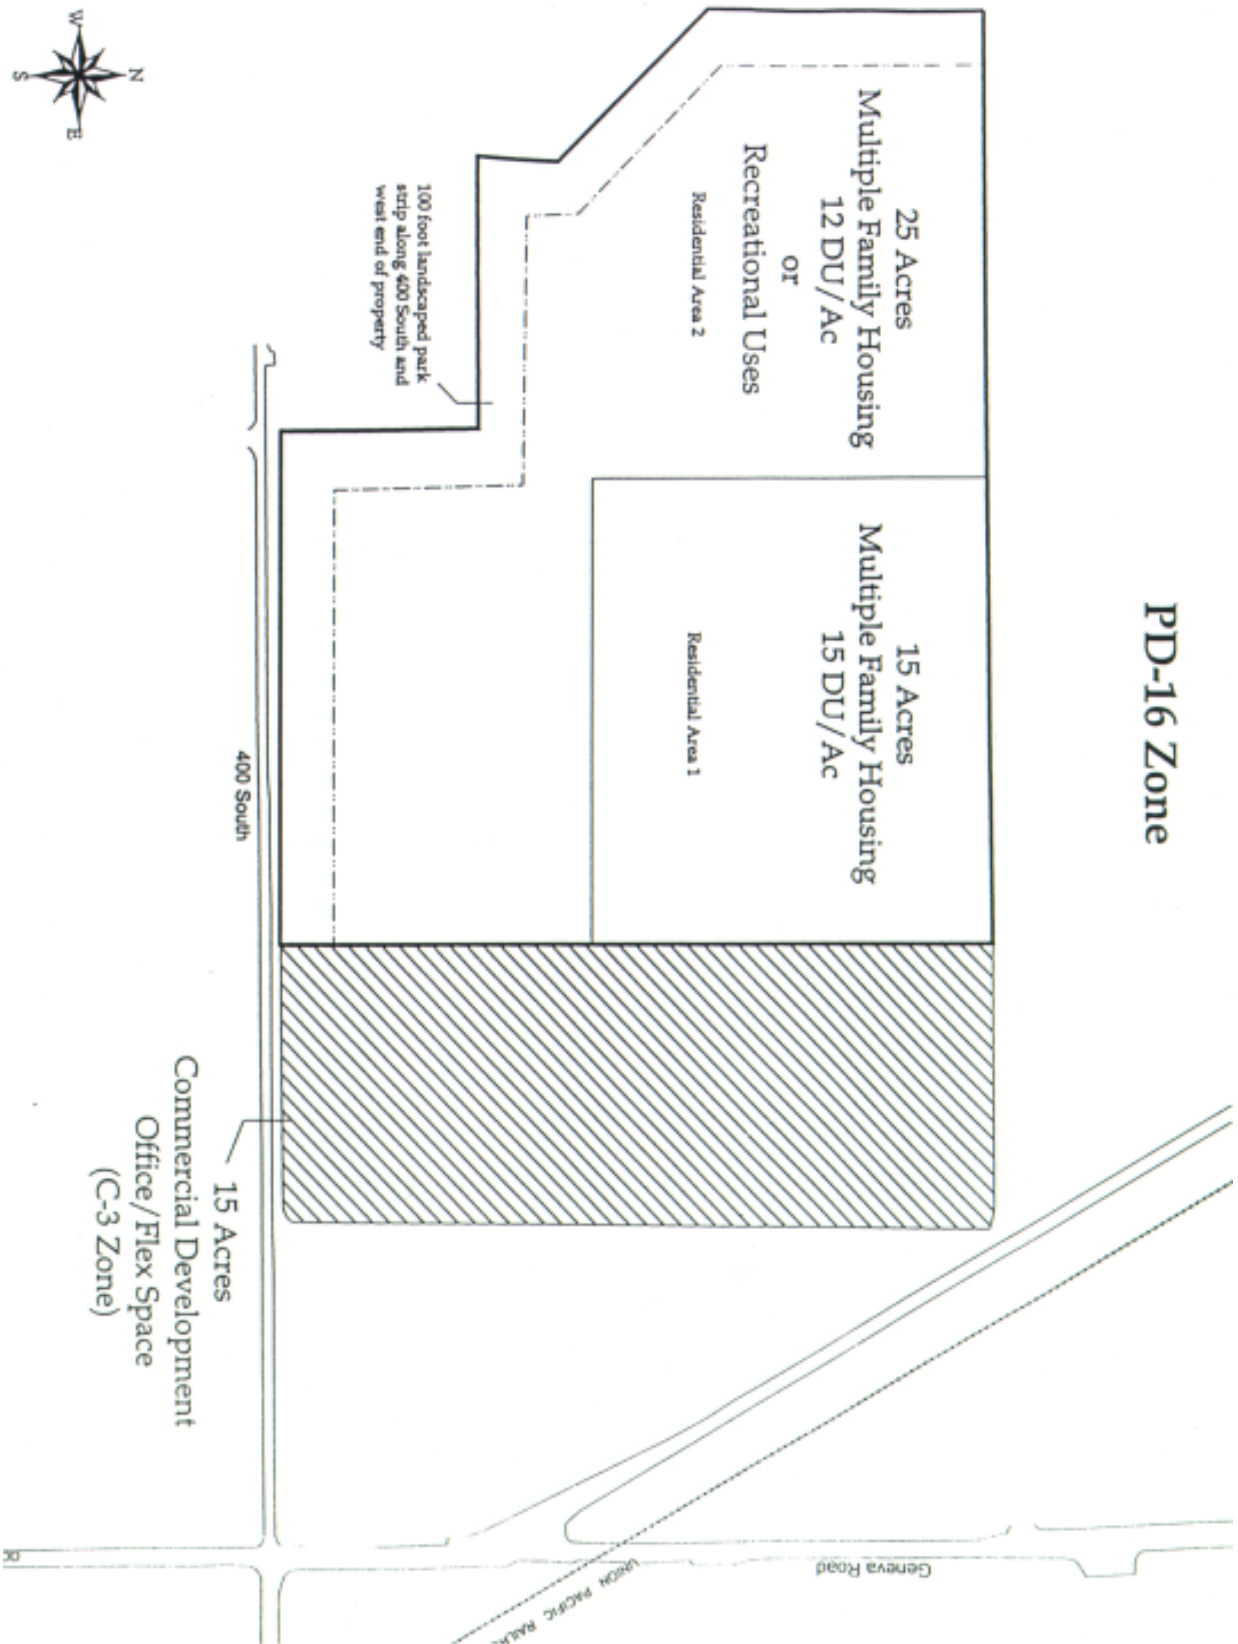 PD-16 Zone
25 Acres
Multiple Family Housing
12 DU/Ac
or
Recreational Uses
Residential Area 2
15 Acres
Multiple Family Housing
15 DU/Ac
Residential Area 1
100 foot landscaped park
strip along 400 South and
west end of property
400 South
15 Acres
Commercial Development
Office/Flex Space
(C-3 Zone)
Geneva Road
UNION PACIFIC
W
N
S
E